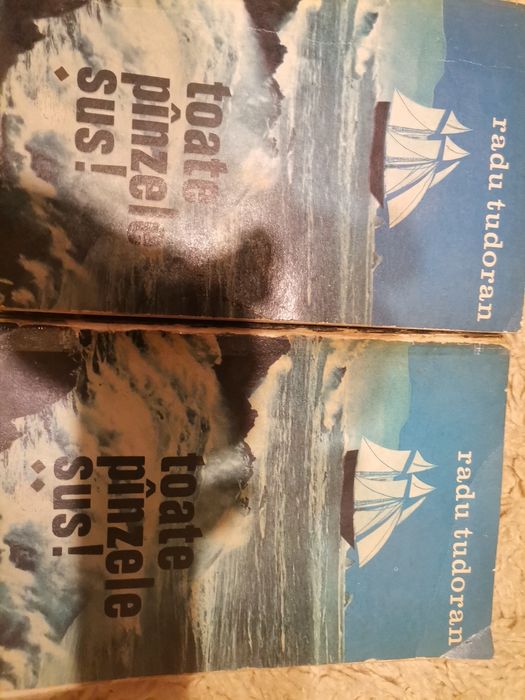 radu tudoran
toate
pînzele
sus!
radu tudoran
toate
pînzele
sus!